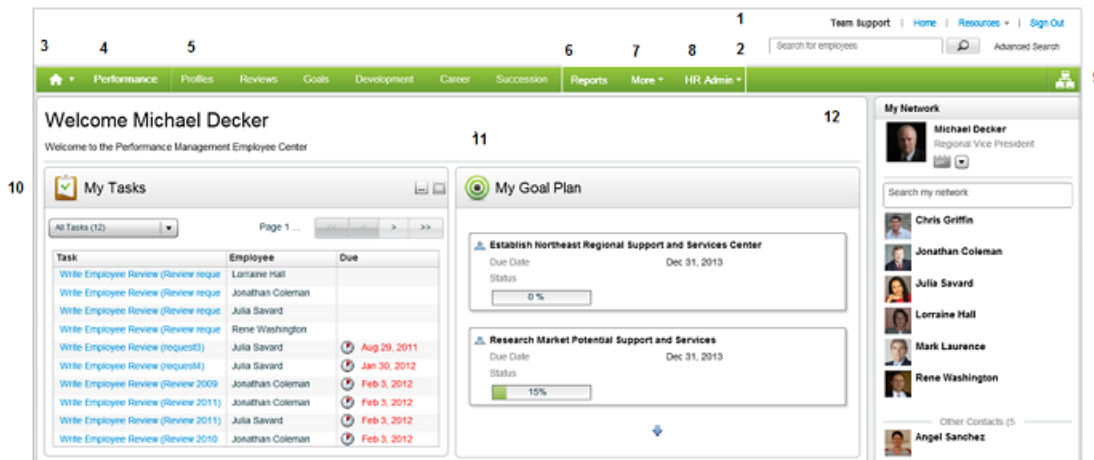 1 Team Support | Home | Resources | Sign Out
3 4 5 6 7 8 2 Search for employees Advanced Search
Performance Profiles Reviews Goals Development Career Succession Reports More HR Admin
Welcome Michael Decker
12
Welcome to the Performance Management Employee Center
11
My Network
Michael Decker
Regional Vice President
10 My Tasks
My Goal Plan
Search my network
All Tasks (12) Page 1 ... << < > >>
Task Employee Due
Write Employee Review (Review reque Lorraine Hall
Write Employee Review (Review reque Jonathan Coleman
Write Employee Review (Review reque Julia Savard
Write Employee Review (Review reque Rene Washington
Write Employee Review (request3) Julia Savard Aug 29, 2011
Write Employee Review (request4) Julia Savard Jan 30, 2012
Write Employee Review (Review 2009 Jonathan Coleman Feb 3, 2012
Write Employee Review (Review 2011) Jonathan Coleman Feb 3, 2012
Write Employee Review (Review 2011) Julia Savard Feb 3, 2012
Write Employee Review (Review 2010 Jonathan Coleman Feb 3, 2012
Establish Northeast Regional Support and Services Center
Due Date Dec 31, 2013
Status
0 %
Research Market Potential Support and Services
Due Date Dec 31, 2013
Status
15%
Chris Griffin
Jonathan Coleman
Julia Savard
Lorraine Hall
Mark Laurence
Rene Washington
Other Contacts (5
Angel Sanchez